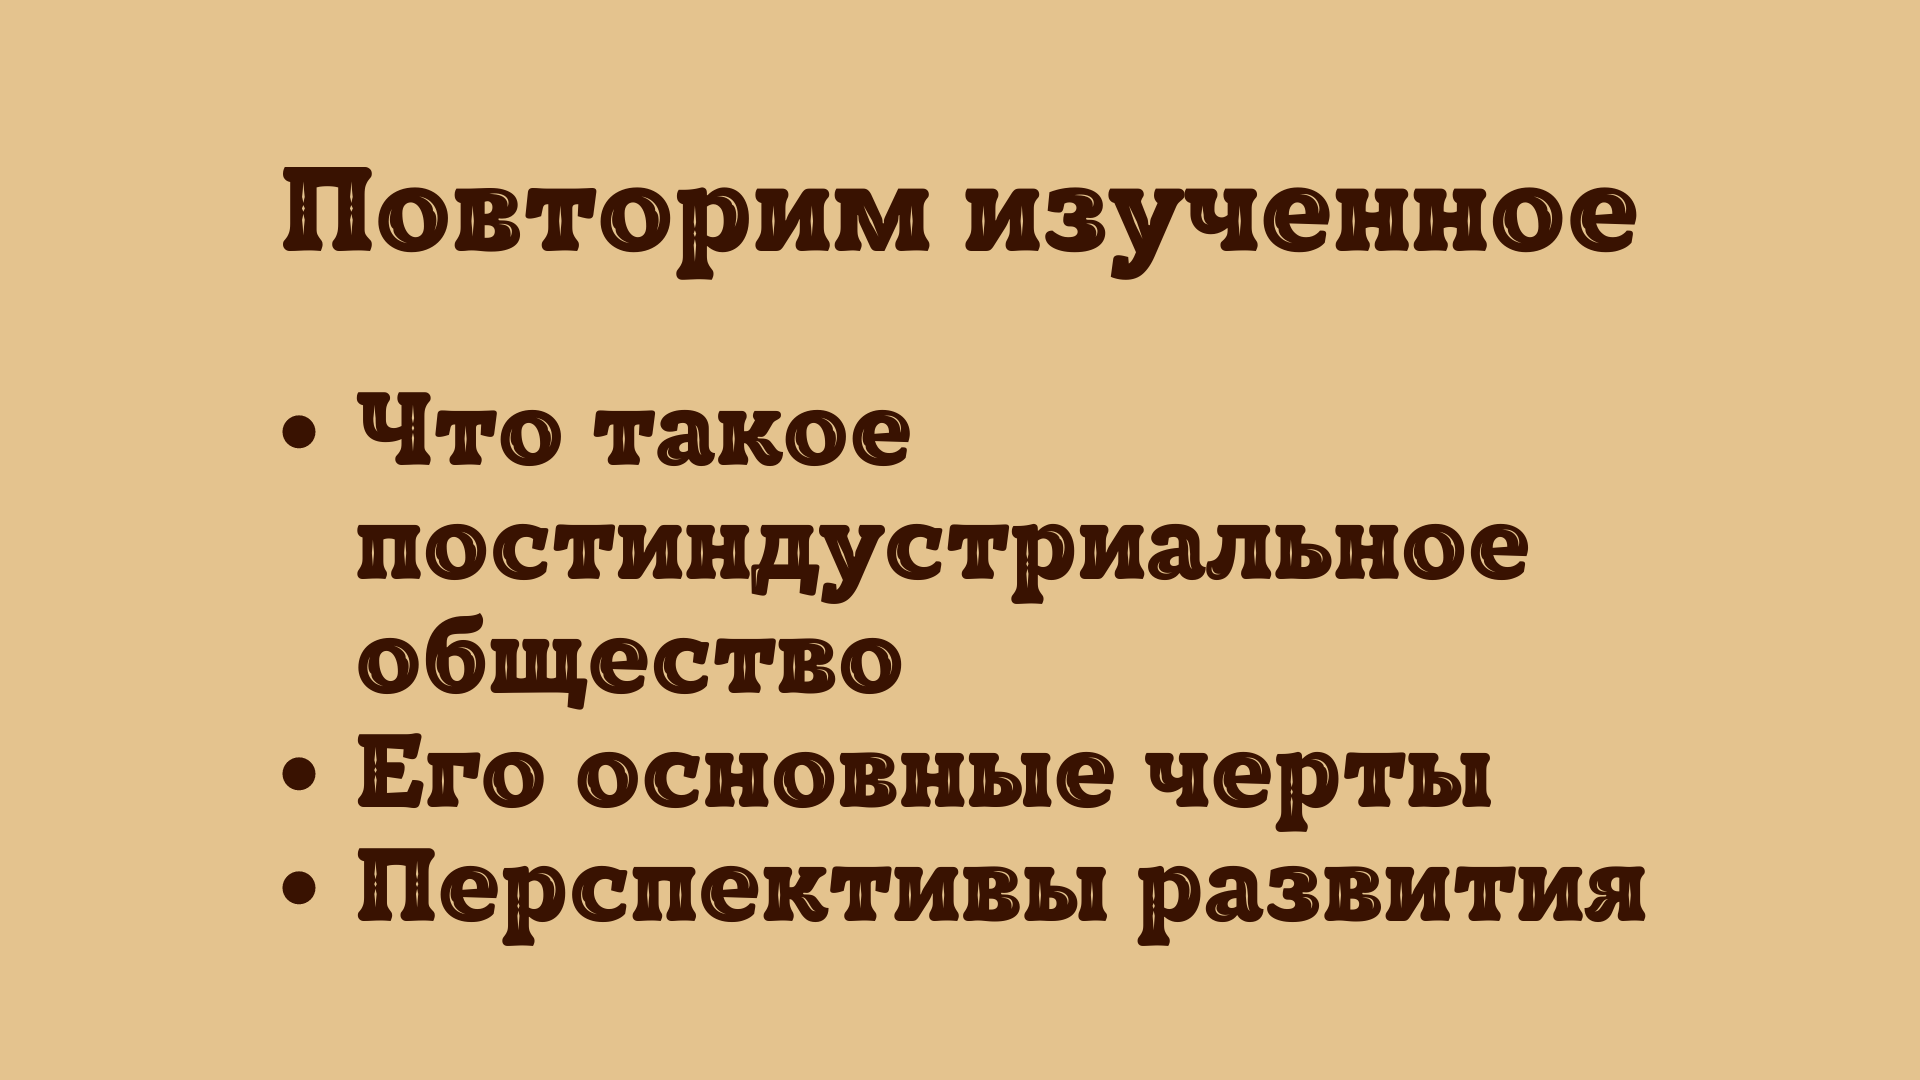 Повторим изученное
• Что такое
постиндустриальное
общество
• Его основные черты
• Перспективы развития